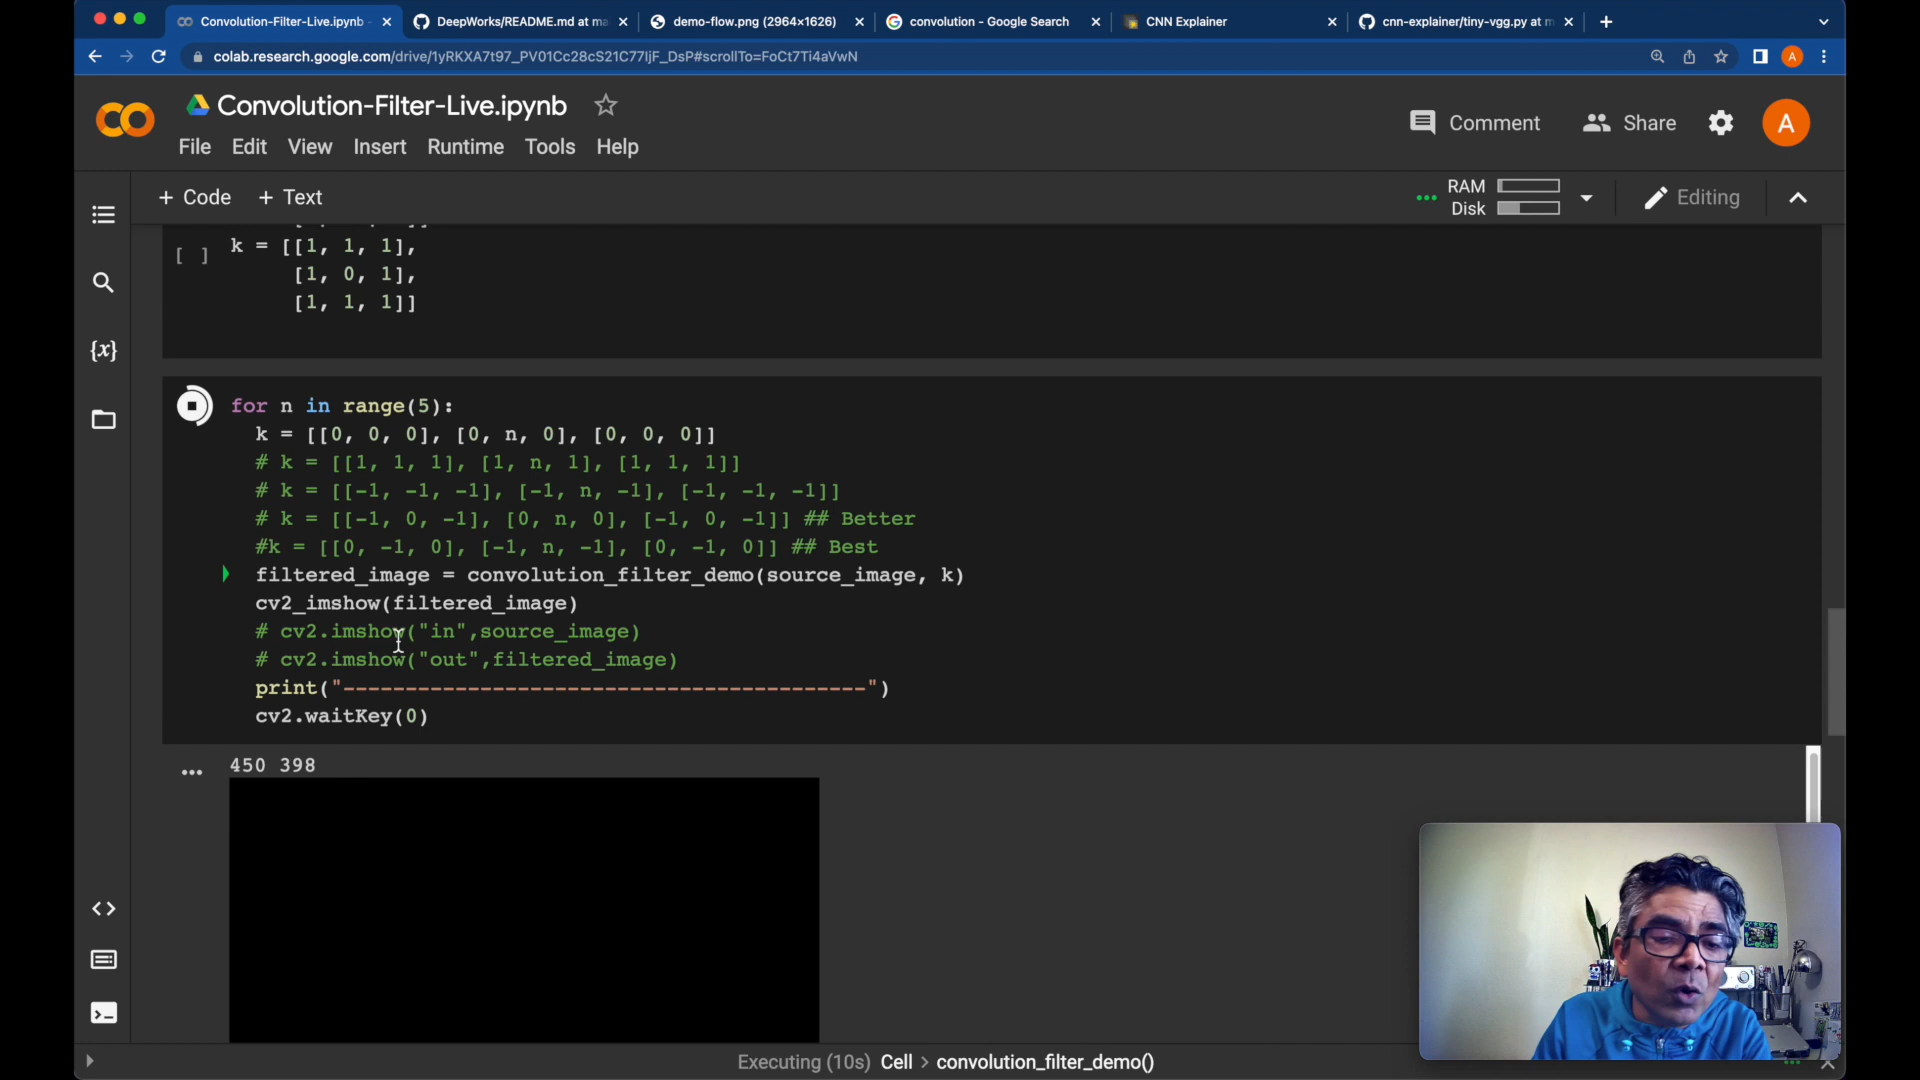 Convolution-Filter-Live.ipynb
DeepWorks/README.md at ma
demo-flow.png (2964×1626)
convolution - Google Search
CNN Explainer
cnn-explainer/tiny-vgg.py at m
colab.research.google.com/drive/1yRKXA7t97_PV01Cc28cS21C77IjF_DsP#scrollTo=FoCt7Ti4aVwN
A
Convolution-Filter-Live.ipynb
Comment
Share
A
File Edit View Insert Runtime Tools Help
+ Code + Text
RAM
Disk
Editing
[ ]
k = [[1, 1, 1],
[1, 0, 1],
[1, 1, 1]]
{x}
for n in range(5):
k = [[0, 0, 0], [0, n, 0], [0, 0, 0]]
# k = [[1, 1, 1], [1, n, 1], [1, 1, 1]]
# k = [[-1, -1, -1], [-1, n, -1], [-1, -1, -1]]
# k = [[-1, 0, -1], [0, n, 0], [-1, 0, -1]] ## Better
#k = [[0, -1, 0], [-1, n, -1], [0, -1, 0]] ## Best
filtered_image = convolution_filter_demo(source_image, k)
cv2_imshow(filtered_image)
# cv2.imshow("in",source_image)
# cv2.imshow("out",filtered_image)
print("------------------------------------------")
cv2.waitKey(0)
450 398
Executing (10s) Cell > convolution_filter_demo()